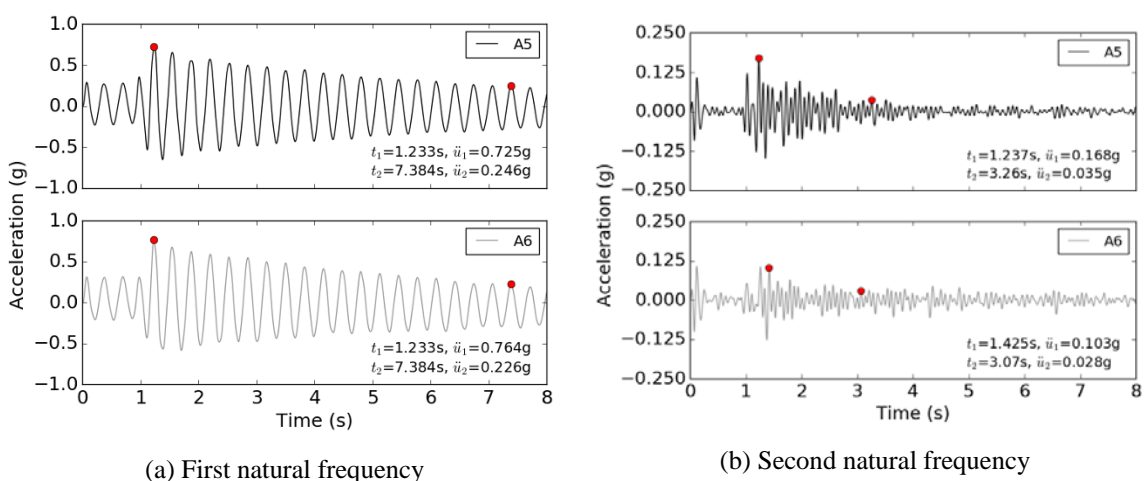 1.0
0.5
0.0
−0.5
−1.0
A5
t₁=1.233s, ü₁=0.725g
t₂=7.384s, ü₂=0.246g
1.0
0.5
0.0
−0.5
−1.0
A6
t₁=1.233s, ü₁=0.764g
t₂=7.384s, ü₂=0.226g
0 1 2 3 4 5 6 7 8
Acceleration (g)
Time (s)
(a) First natural frequency
0.250
0.125
0.000
−0.125
−0.250
A5
t₁=1.237s, ü₁=0.168g
t₂=3.26s, ü₂=0.035g
0.250
0.125
0.000
−0.125
−0.250
A6
t₁=1.425s, ü₁=0.103g
t₂=3.07s, ü₂=0.028g
0 1 2 3 4 5 6 7 8
Acceleration (g)
Time (s)
(b) Second natural frequency